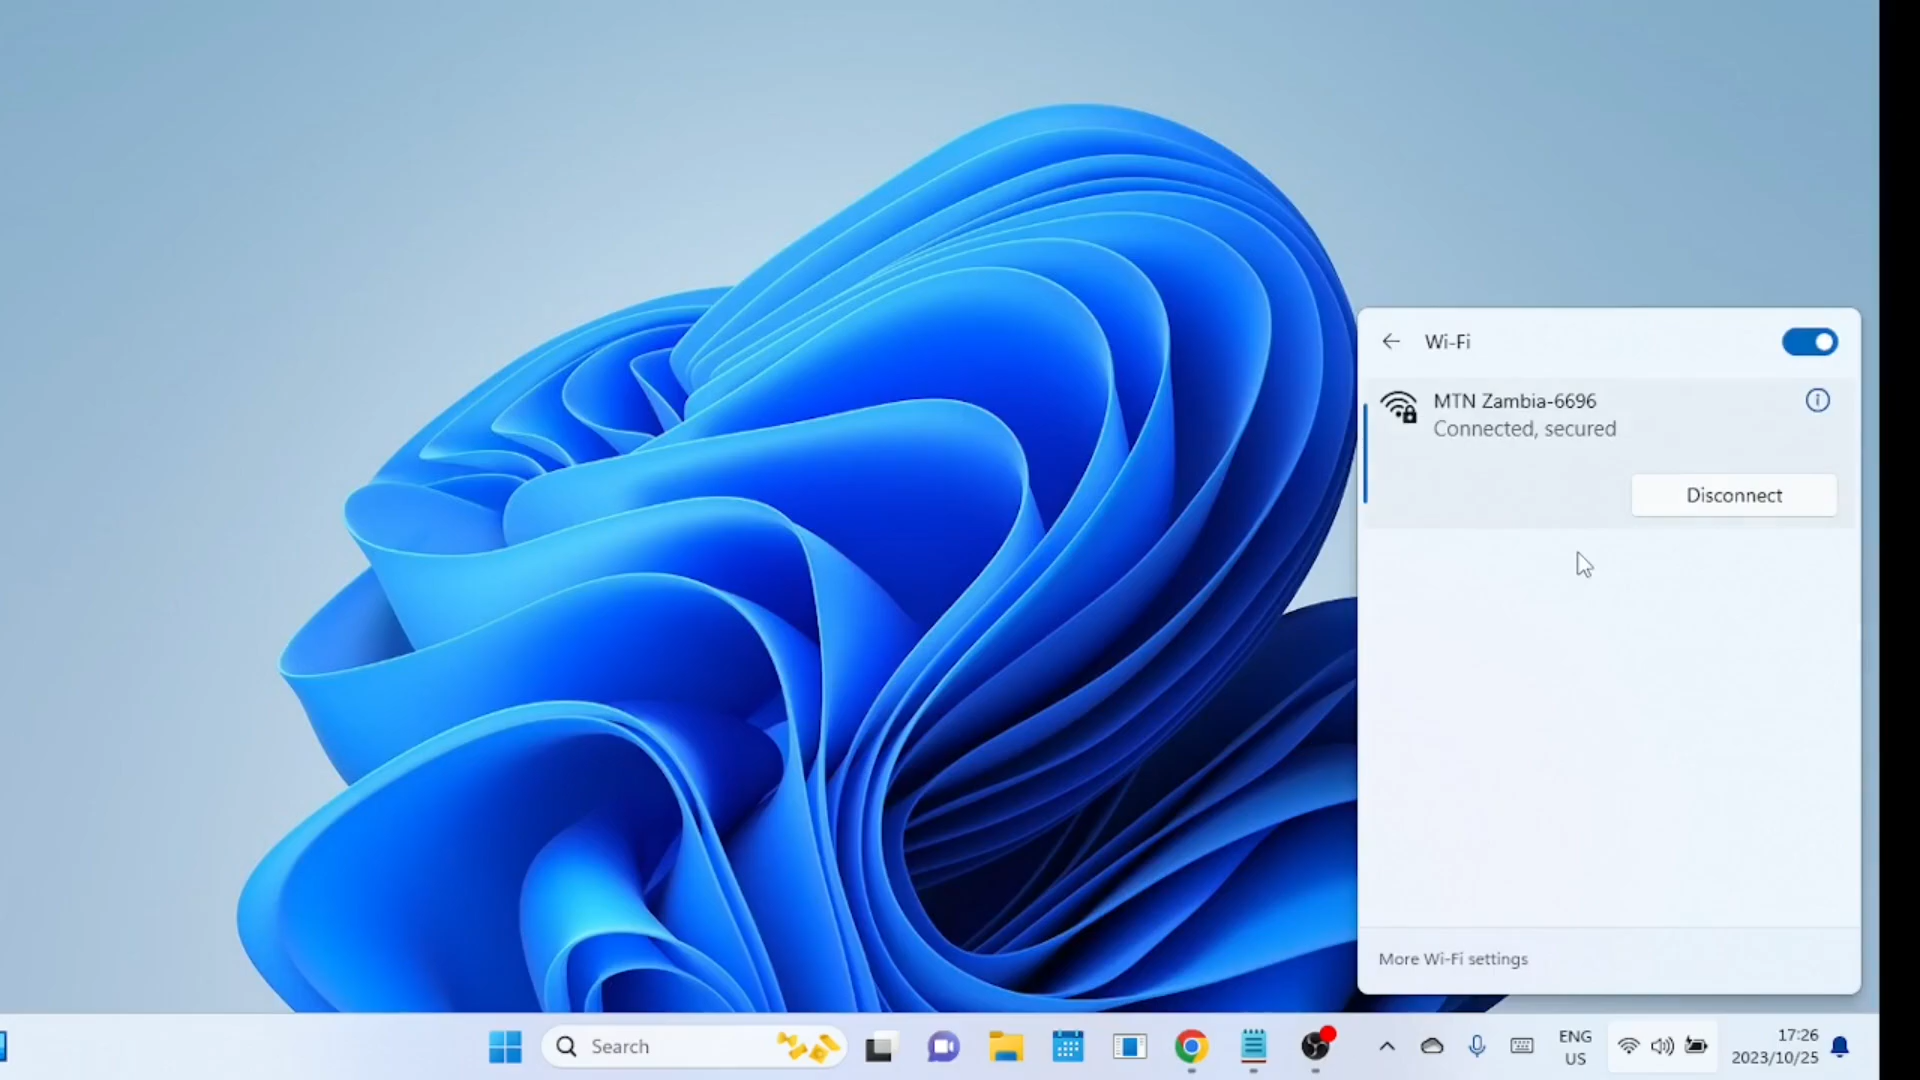 Wi-Fi
MTN Zambia-6696
Connected, secured
Disconnect
More Wi-Fi settings
Search
ENG
US
17:26
2023/10/25